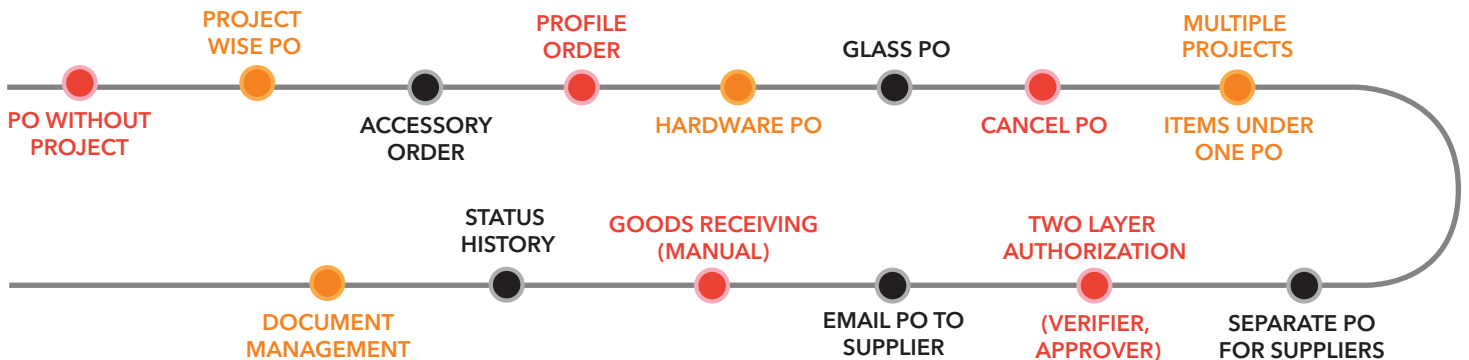 PO WITHOUT
PROJECT
PROJECT
WISE PO
ACCESSORY
ORDER
PROFILE
ORDER
HARDWARE PO
GLASS PO
CANCEL PO
MULTIPLE
PROJECTS
ITEMS UNDER
ONE PO
SEPARATE PO
FOR SUPPLIERS
TWO LAYER
AUTHORIZATION
(VERIFIER,
APPROVER)
EMAIL PO TO
SUPPLIER
GOODS RECEIVING
(MANUAL)
STATUS
HISTORY
DOCUMENT
MANAGEMENT